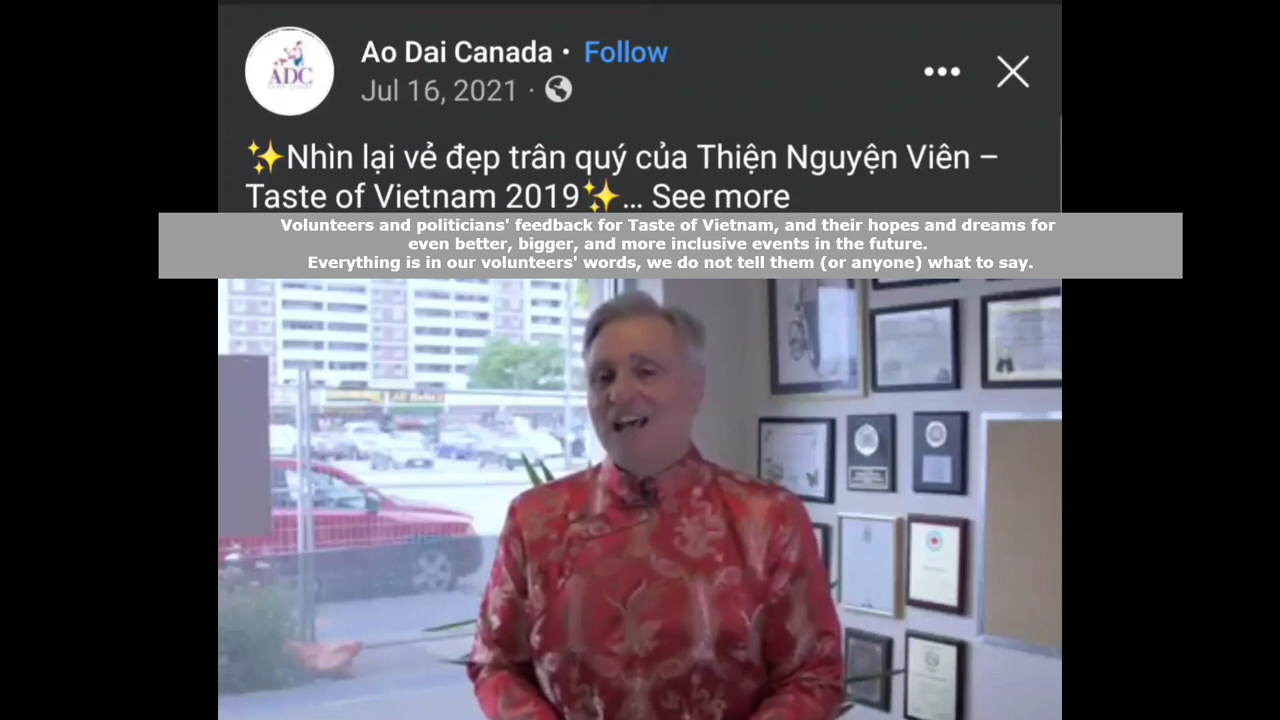 ADC
Ao Dai Canada · Follow
Jul 16, 2021 ·
✨Nhìn lại vẻ đẹp trân quý của Thiện Nguyện Viên –
Taste of Vietnam 2019✨... See more
Volunteers and politicians' feedback for Taste of Vietnam, and their hopes and dreams for
even better, bigger, and more inclusive events in the future.
Everything is in our volunteers' words, we do not tell them (or anyone) what to say.